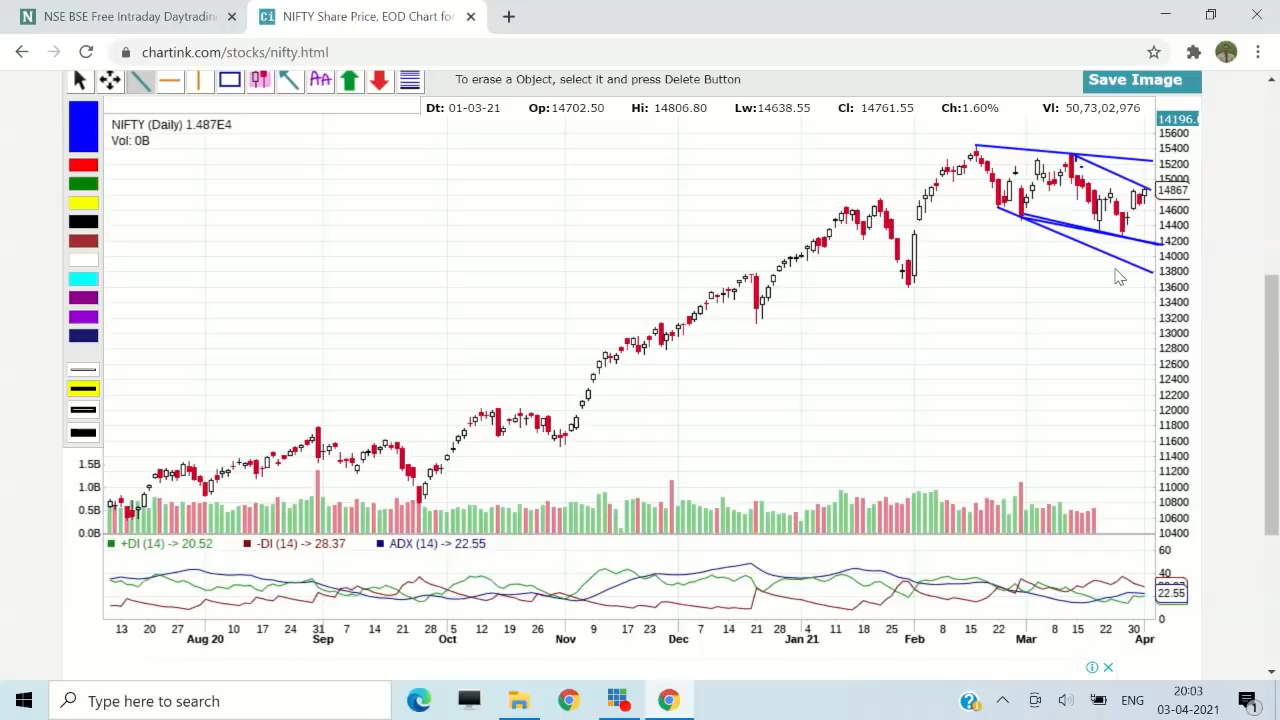 NSE BSE Free Intraday Daytradin
NIFTY Share Price, EOD Chart for
chartink.com/stocks/nifty.html
To erase a Object, select it and press Delete Button
Save Image
Dt: 01-03-21 Op:14702.50 Hi: 14806.80 Lw:14638.55 Cl: 14761.55 Ch:1.60% Vl: 50,73,02,976
NIFTY (Daily) 1.487E4
Vol: 0B
15600
15400
15200
15000
14867
14600
14400
14200
14000
13800
13600
13400
13200
13000
12800
12600
12400
12200
12000
11800
11600
11400
11200
11000
10800
10600
10400
1.5B
1.0B
0.5B
0.0B
+DI (14) -> 20.52 -DI (14) -> 28.37 ADX (14) -> 22.55
60
40
22.55
0
13 20 27 10 17 24 31 7 14 21 28 5 12 19 26 9 17 23 7 14 21 28 11 18 25 8 15 22 8 15 22 30
Aug 20 Sep Oct Nov Dec Jan 21 Feb Mar Apr
Type here to search
ENG
20:03
03-04-2021
1